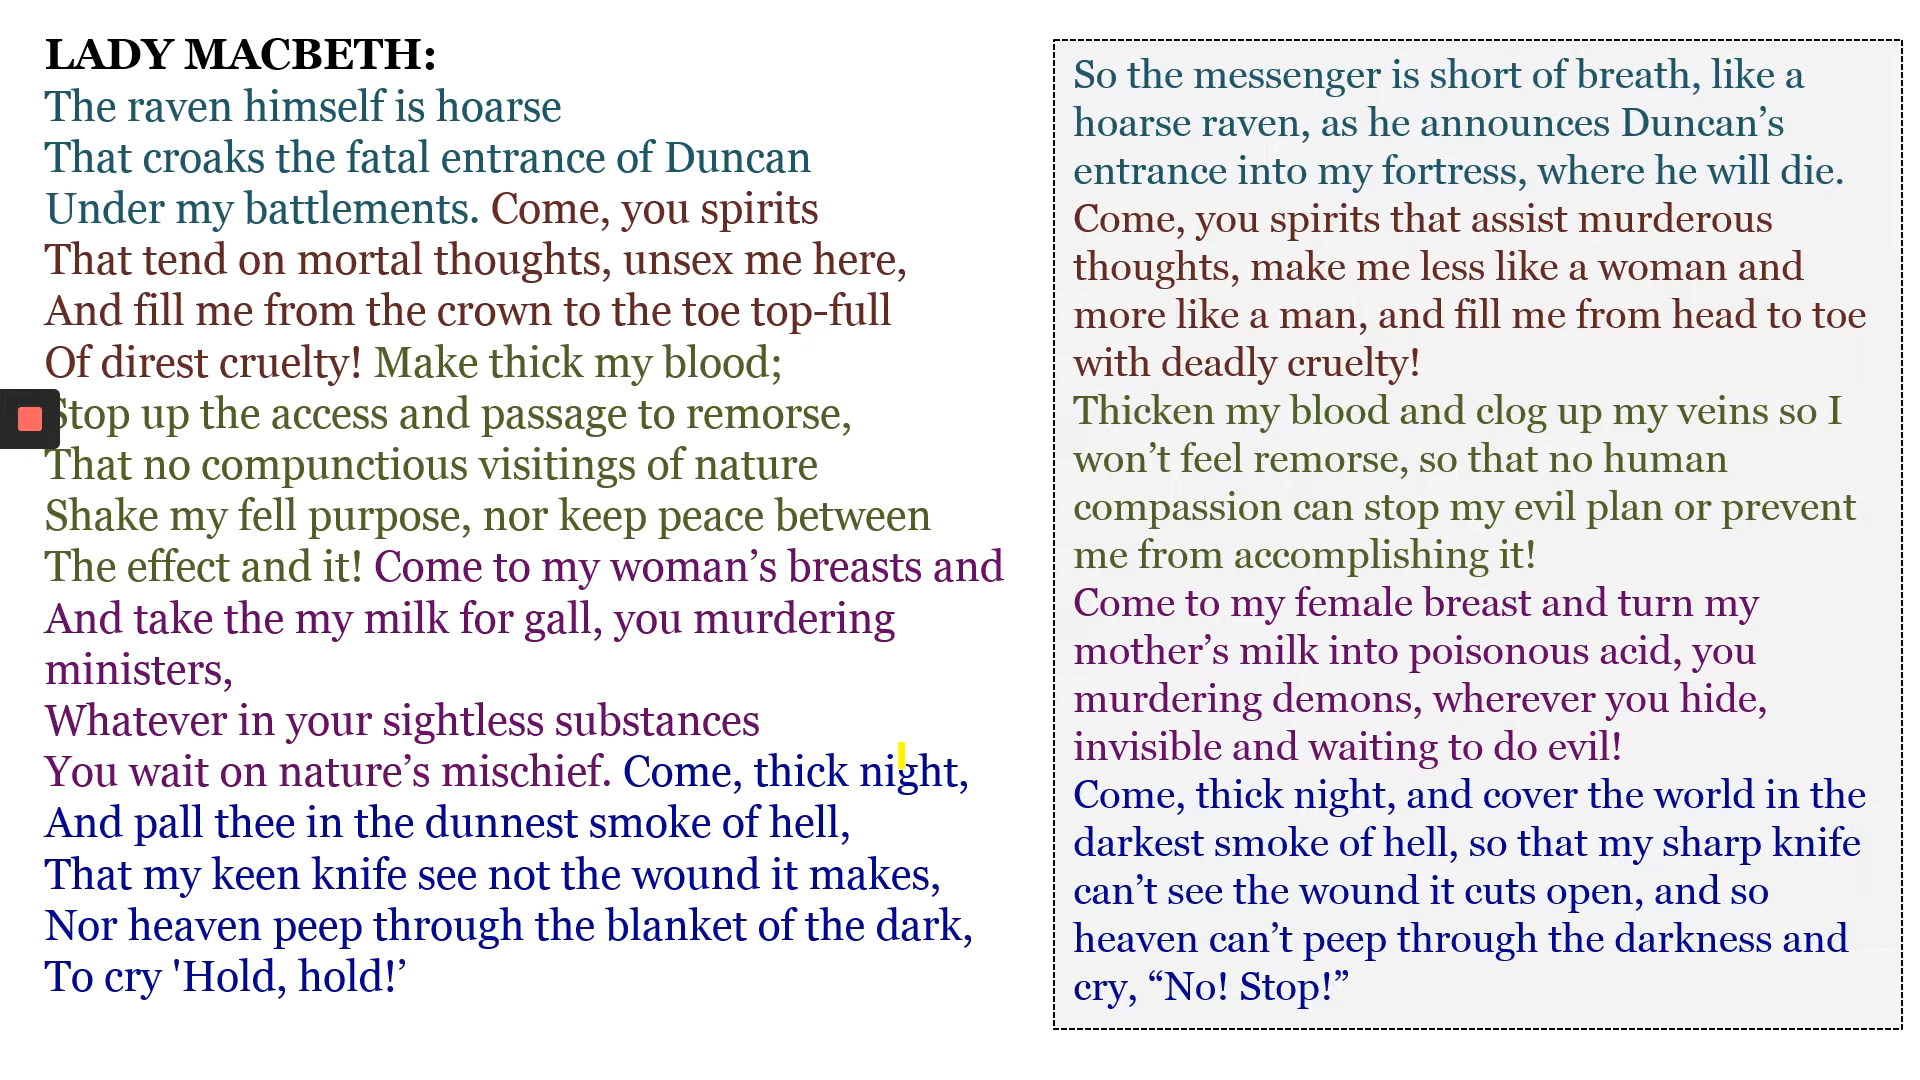 LADY MACBETH:
The raven himself is hoarse
That croaks the fatal entrance of Duncan
Under my battlements. Come, you spirits
That tend on mortal thoughts, unsex me here,
And fill me from the crown to the toe top-full
Of direst cruelty! Make thick my blood;
Stop up the access and passage to remorse,
That no compunctious visitings of nature
Shake my fell purpose, nor keep peace between
The effect and it! Come to my woman’s breasts and
And take the my milk for gall, you murdering
ministers,
Whatever in your sightless substances
You wait on nature’s mischief. Come, thick night,
And pall thee in the dunnest smoke of hell,
That my keen knife see not the wound it makes,
Nor heaven peep through the blanket of the dark,
To cry 'Hold, hold!’
So the messenger is short of breath, like a
hoarse raven, as he announces Duncan’s
entrance into my fortress, where he will die.
Come, you spirits that assist murderous
thoughts, make me less like a woman and
more like a man, and fill me from head to toe
with deadly cruelty!
Thicken my blood and clog up my veins so I
won’t feel remorse, so that no human
compassion can stop my evil plan or prevent
me from accomplishing it!
Come to my female breast and turn my
mother’s milk into poisonous acid, you
murdering demons, wherever you hide,
invisible and waiting to do evil!
Come, thick night, and cover the world in the
darkest smoke of hell, so that my sharp knife
can’t see the wound it cuts open, and so
heaven can’t peep through the darkness and
cry, “No! Stop!”